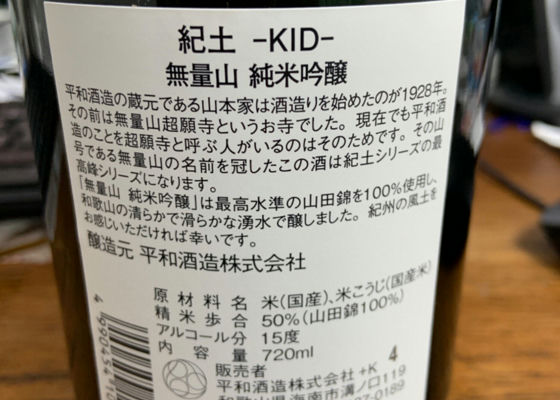 紀土 -KID-
無量山 純米吟醸
平和酒造の蔵元である山本家は酒造りを始めたのが1928年。
その前は無量山超願寺というお寺でした。現在でも平和酒
造のことを超願寺と呼ぶ人がいるのはそのためです。その山
号である無量山の名前を冠したこの酒は紀土シリーズの最
高峰シリーズになります。
「無量山 純米吟醸」は最高水準の山田錦を100%使用し、
和歌山の清らかで滑らかな湧水で醸しました。紀州の風土を
お感じいただければ幸いです。
醸造元 平和酒造株式会社
原材料名 米(国産)、米こうじ(国産米)
精米歩合 50%(山田錦100%)
アルコール分 15度
内容量 720ml
販売者 4
平和酒造株式会社 +K
和歌山県海南市溝ノ口119
7-0189
4 990454 10